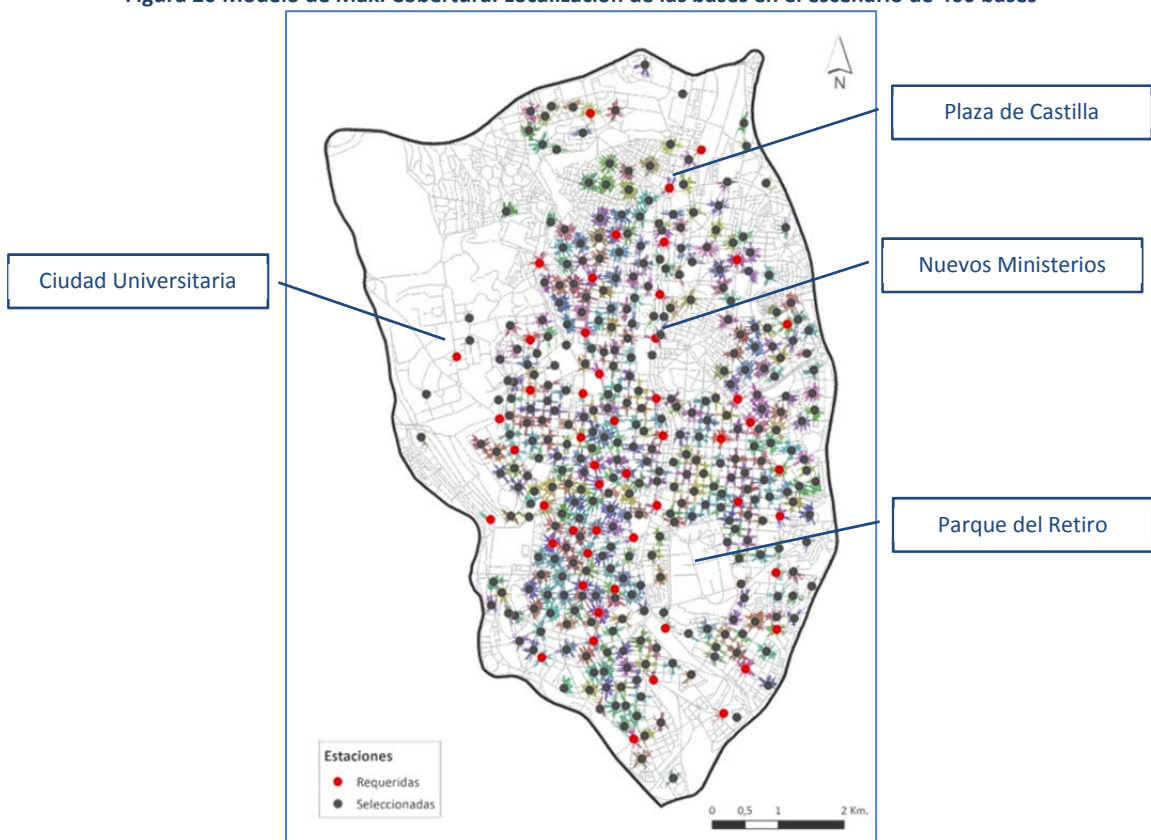 Figura 20 Modelo de Máx. Cobertura. Localización de las bases en el escenario de 400 bases
N
Plaza de Castilla
Ciudad Universitaria
Nuevos Ministerios
Parque del Retiro
Estaciones
Requeridas
Seleccionadas
0 0,5 1 2 Km.